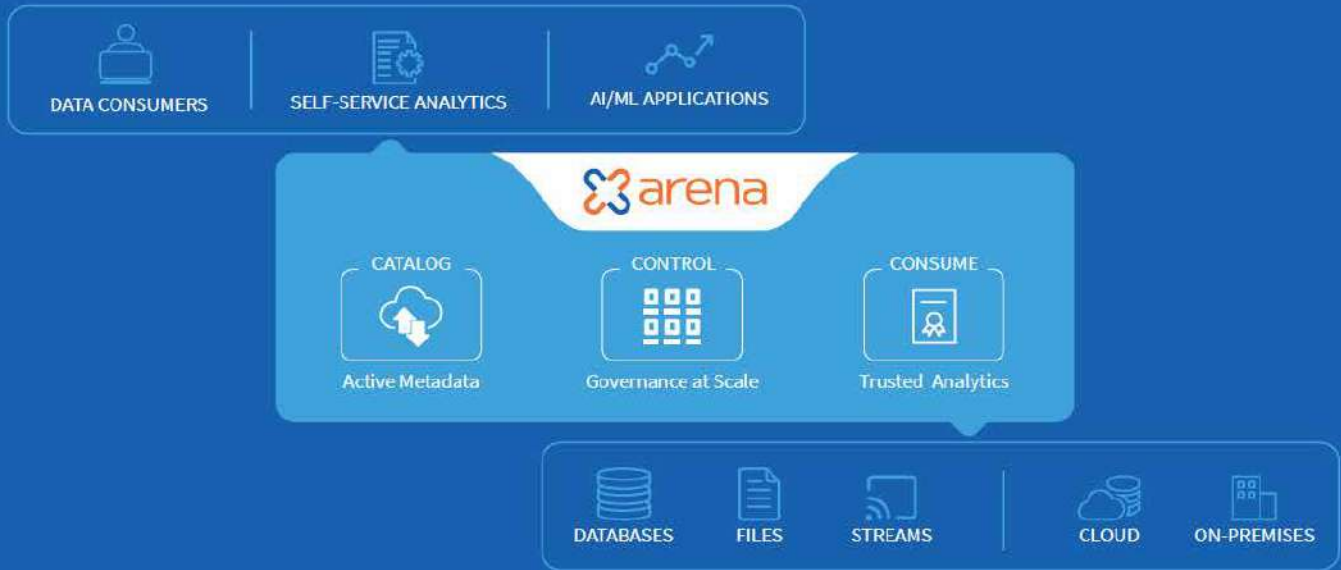 DATA CONSUMERS
SELF-SERVICE ANALYTICS
AI/ML APPLICATIONS
arena
CATALOG
CONTROL
CONSUME
Active Metadata
Governance at Scale
Trusted Analytics
DATABASES
FILES
STREAMS
CLOUD
ON-PREMISES